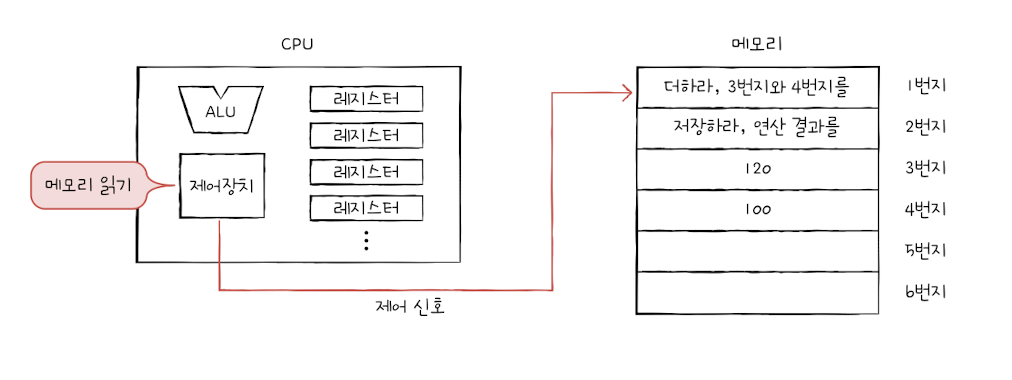 CPU
메모리
ALU
레지스터
레지스터
레지스터
레지스터
제어장치
메모리 읽기
제어 신호
더하라, 3번지와 4번지를
1번지
저장하라, 연산 결과를
2번지
120
3번지
100
4번지
5번지
6번지